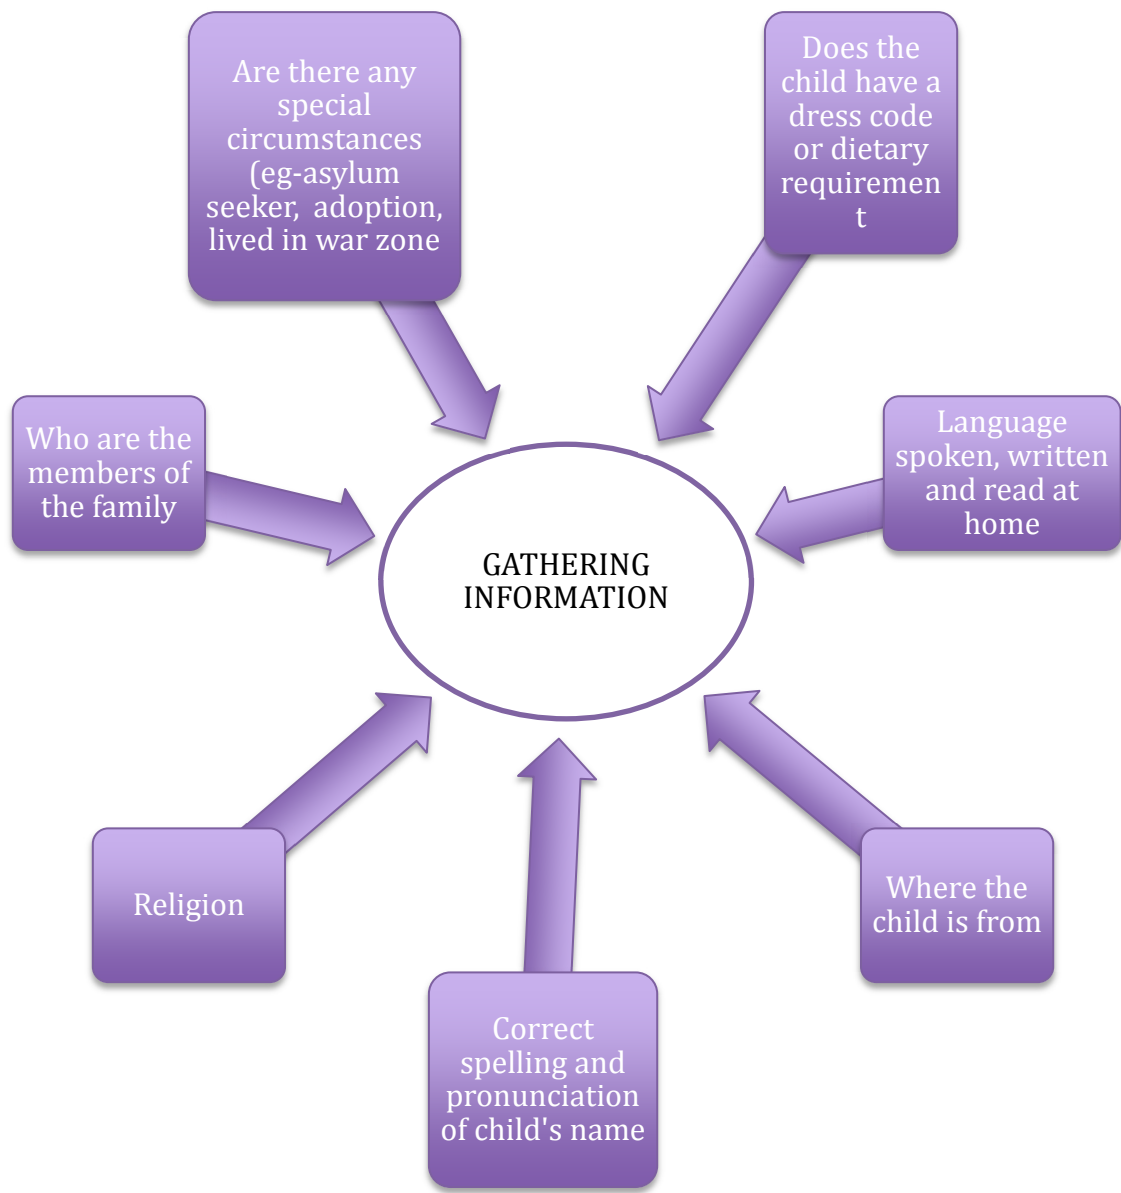 Are there any
special
circumstances
(eg-asylum
seeker,  adoption,
lived in war zone
Does the
child have a
dress code
or dietary
requiremen
t
Who are the
members of
the family
Language
spoken, written
and read at
home
GATHERING
INFORMATION
Religion
Where the
child is from
Correct
spelling and
pronunciation
of child's name